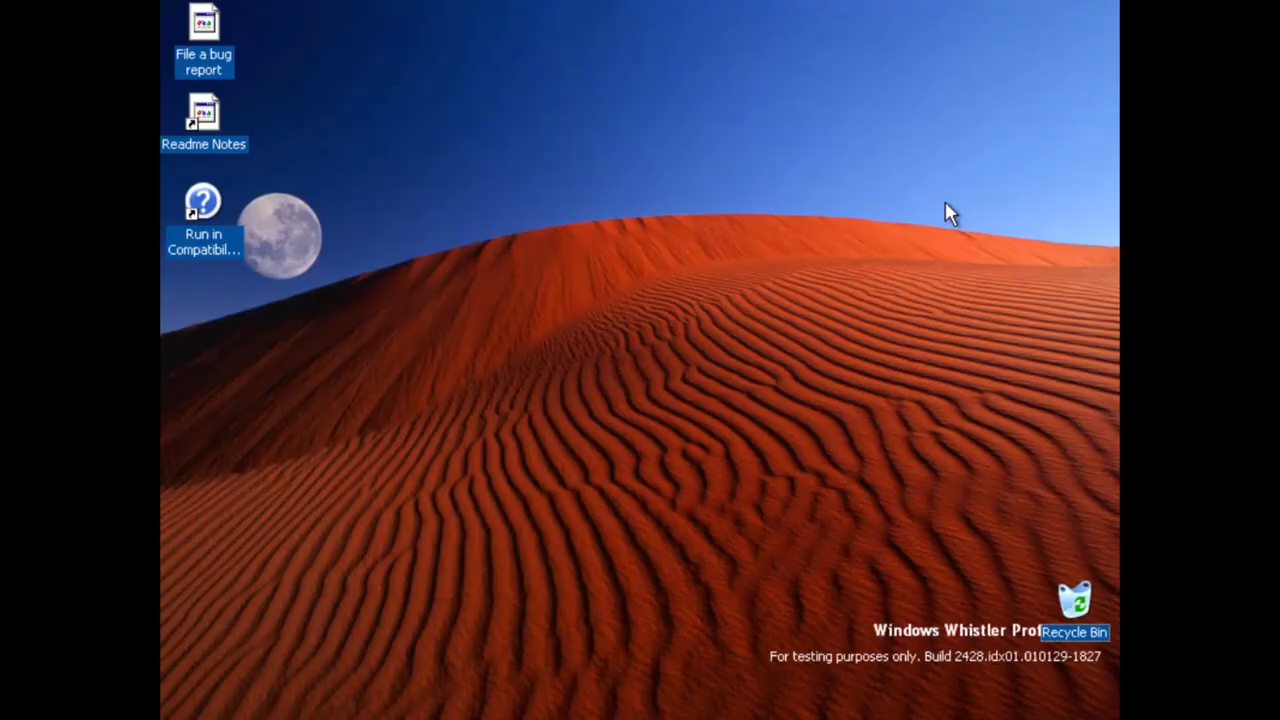 File a bug
report
Readme Notes
Run in
Compatibil...
Windows Whistler Prof
Recycle Bin
For testing purposes only. Build 2428.idx01.010129-1827